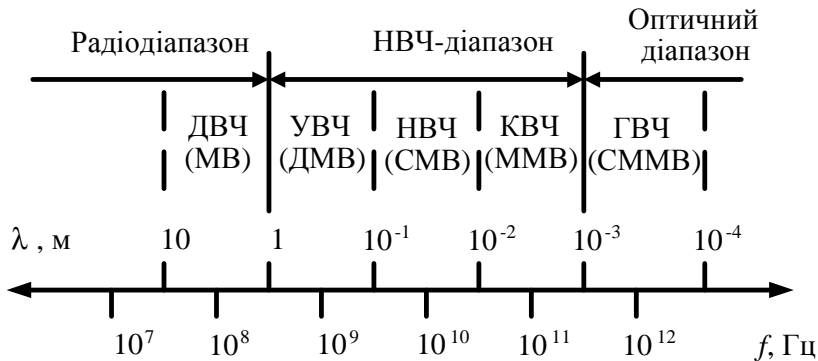 Радіодіапазон НВЧ-діапазон Оптичний діапазон
ДВЧ (МВ) УВЧ (ДМВ) НВЧ (СМВ) КВЧ (ММВ) ГВЧ (СММВ)
λ , м 10 1 10⁻¹ 10⁻² 10⁻³ 10⁻⁴
10⁷ 10⁸ 10⁹ 10¹⁰ 10¹¹ 10¹² f, Гц